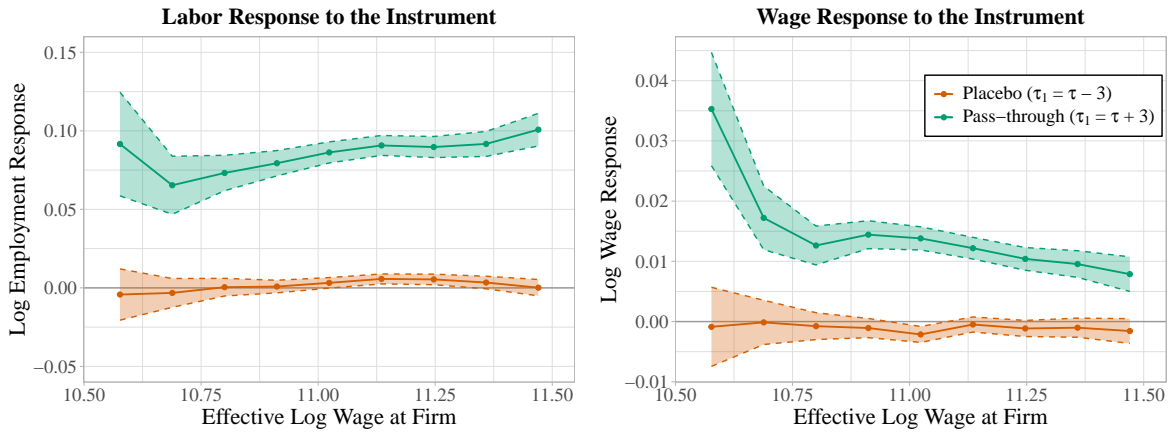 Labor Response to the Instrument
0.15
0.10
0.05
0.00
−0.05
Log Employment Response
10.50
10.75
11.00
11.25
11.50
Effective Log Wage at Firm
Wage Response to the Instrument
0.04
0.03
0.02
0.01
0.00
−0.01
Log Wage Response
Placebo (τ₁ = τ − 3)
Pass−through (τ₁ = τ + 3)
10.50
10.75
11.00
11.25
11.50
Effective Log Wage at Firm